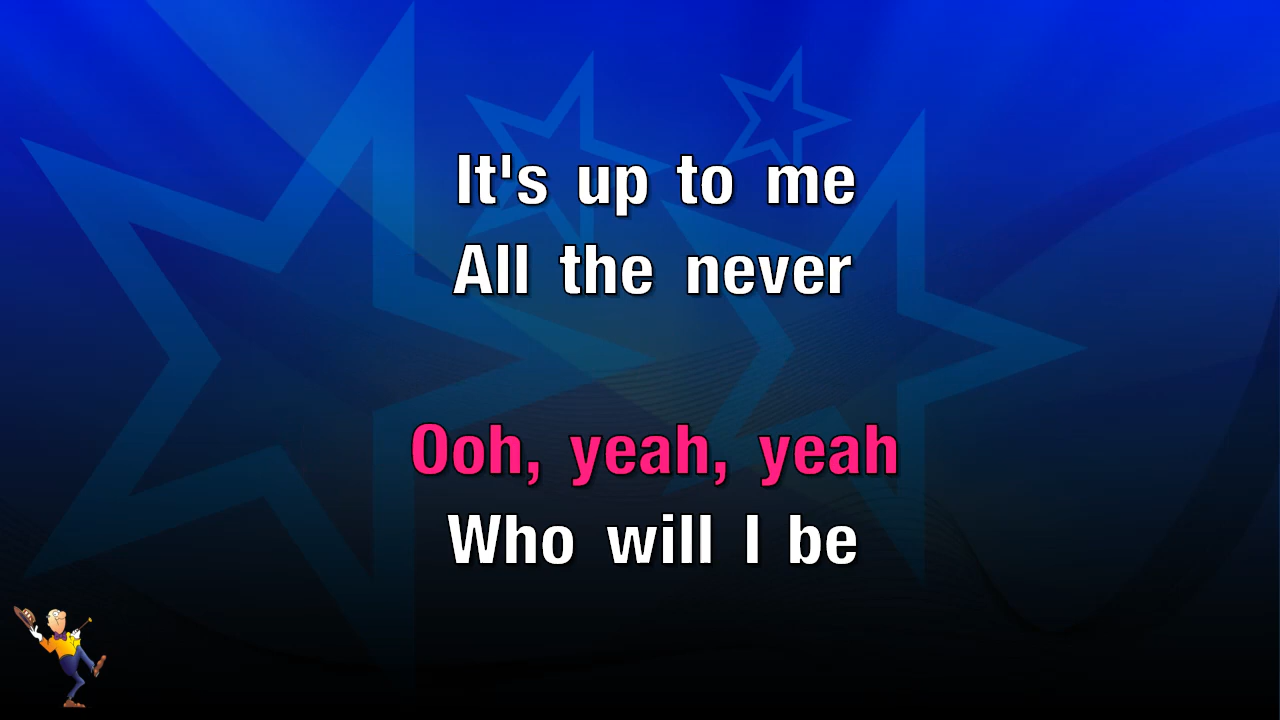 It's up to me
All the never
Ooh, yeah, yeah
Who will I be